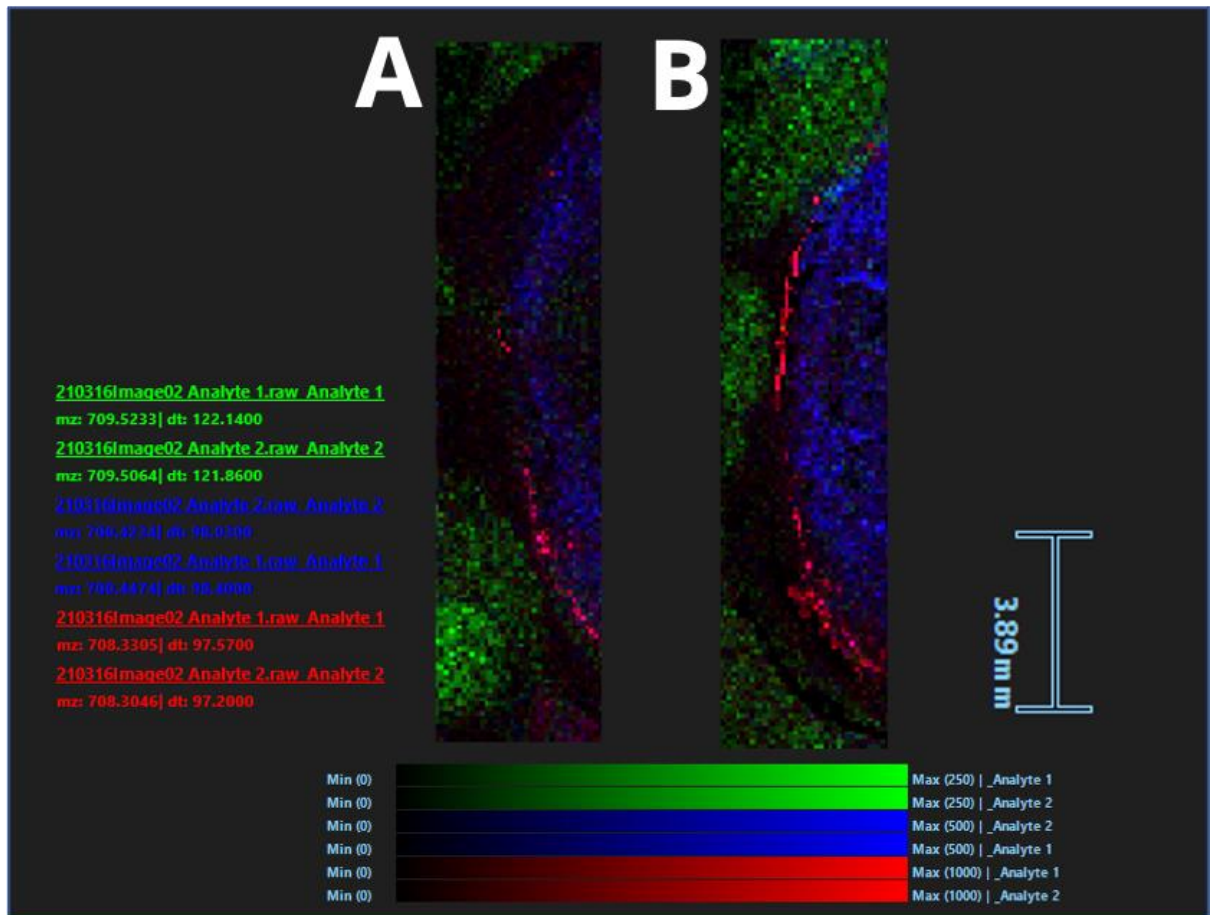 A B
210316Image02 Analyte 1.raw_Analyte 1
mz: 709.5233| dt: 122.1400
210316Image02 Analyte 2.raw_Analyte 2
mz: 709.5064| dt: 121.8600
210316Image02 Analyte 2.raw_Analyte 2
210316Image02 Analyte 1.raw_Analyte 1
210316Image02 Analyte 1.raw_Analyte 1
mz: 708.3305| dt: 97.5700
210316Image02 Analyte 2.raw_Analyte 2
mz: 708.3046| dt: 97.2000
3.89mm
Min (0) Max (250) | _Analyte 1
Min (0) Max (250) | _Analyte 2
Min (0) Max (500) | _Analyte 2
Min (0) Max (500) | _Analyte 1
Min (0) Max (1000) | _Analyte 1
Min (0) Max (1000) | _Analyte 2